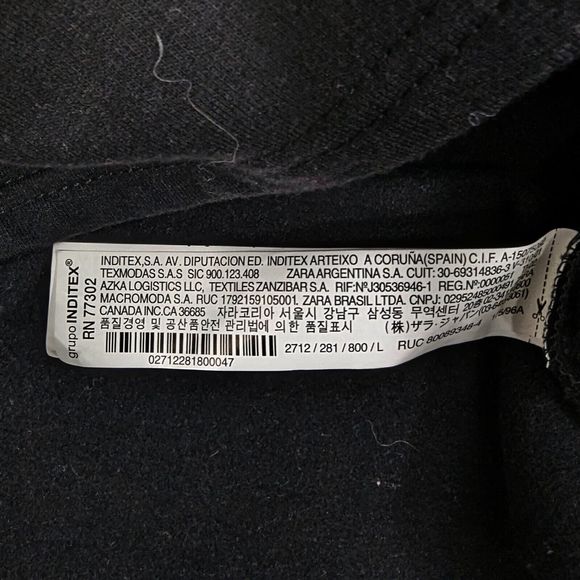 grupo INDITEX®
RN 77302
INDITEX,S.A. AV. DIPUTACION ED. INDITEX ARTEIXO A CORUÑA(SPAIN) C.I.F.
TEXMODAS S.A.S SIC 900.123.408 ZARA ARGENTINA S.A. CUIT: 30-69314836-3
AZKA LOGISTICS LLC, TEXTILES ZANZIBAR S.A. RIF:NºJ30536946-1 REG.Nº:0000051
MACROMODA S.A. RUC 1792159105001. ZARA BRASIL LTDA. CNPJ:
CANADA INC.CA 36685 자라코리아 서울시 강남구 삼성동 무역센터
품질경영 및 공산품안전 관리법에 의한 품질표시 (株)ザラ・ジャパン
02712281800047
2712 / 281 / 800 / L RUC